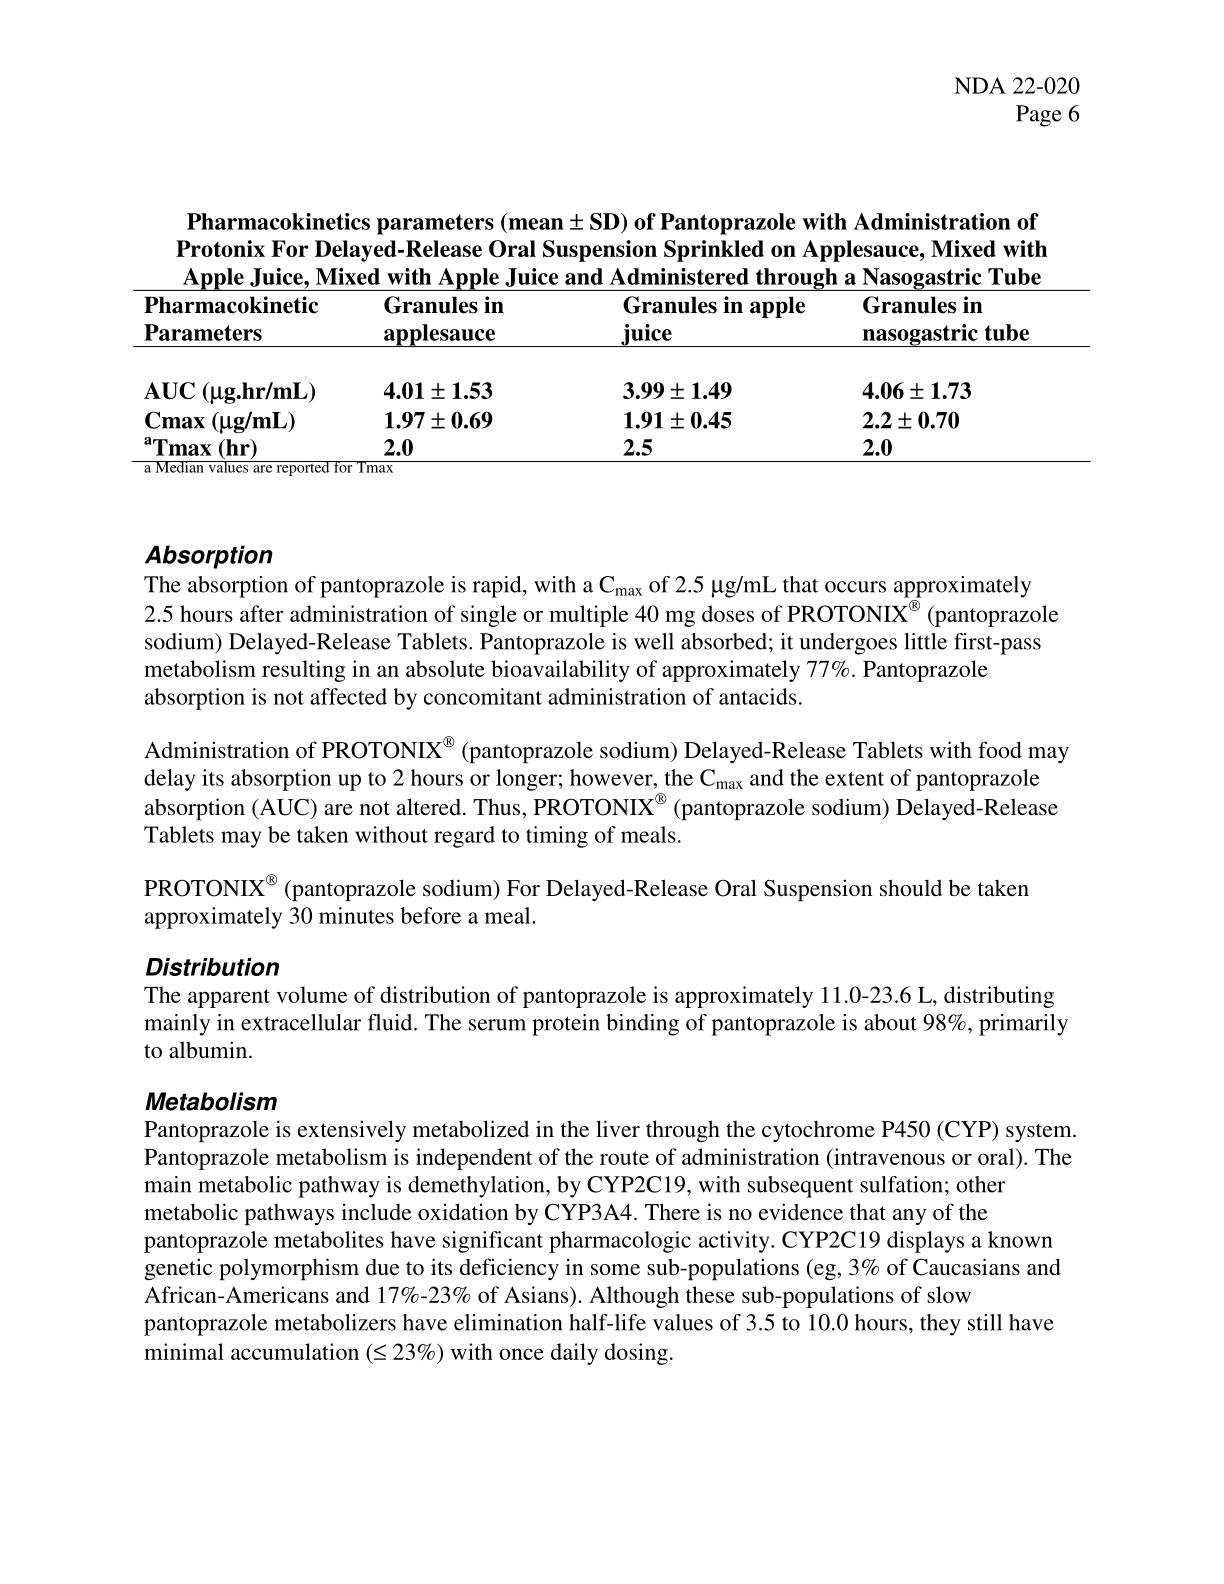 NDA 22-020
Page 6
Pharmacokinetics parameters (mean ± SD) of Pantoprazole with Administration of
Protonix For Delayed-Release Oral Suspension Sprinkled on Applesauce, Mixed with
Apple Juice, Mixed with Apple Juice and Administered through a Nasogastric Tube
Pharmacokinetic Parameters Granules in applesauce Granules in apple juice Granules in nasogastric tube
AUC (μg.hr/mL) 4.01 ± 1.53 3.99 ± 1.49 4.06 ± 1.73
Cmax (μg/mL) 1.97 ± 0.69 1.91 ± 0.45 2.2 ± 0.70
aTmax (hr) 2.0 2.5 2.0
a Median values are reported for Tmax
Absorption
The absorption of pantoprazole is rapid, with a Cmax of 2.5 μg/mL that occurs approximately
2.5 hours after administration of single or multiple 40 mg doses of PROTONIX® (pantoprazole
sodium) Delayed-Release Tablets. Pantoprazole is well absorbed; it undergoes little first-pass
metabolism resulting in an absolute bioavailability of approximately 77%. Pantoprazole
absorption is not affected by concomitant administration of antacids.
Administration of PROTONIX® (pantoprazole sodium) Delayed-Release Tablets with food may
delay its absorption up to 2 hours or longer; however, the Cmax and the extent of pantoprazole
absorption (AUC) are not altered. Thus, PROTONIX® (pantoprazole sodium) Delayed-Release
Tablets may be taken without regard to timing of meals.
PROTONIX® (pantoprazole sodium) For Delayed-Release Oral Suspension should be taken
approximately 30 minutes before a meal.
Distribution
The apparent volume of distribution of pantoprazole is approximately 11.0-23.6 L, distributing
mainly in extracellular fluid. The serum protein binding of pantoprazole is about 98%, primarily
to albumin.
Metabolism
Pantoprazole is extensively metabolized in the liver through the cytochrome P450 (CYP) system.
Pantoprazole metabolism is independent of the route of administration (intravenous or oral). The
main metabolic pathway is demethylation, by CYP2C19, with subsequent sulfation; other
metabolic pathways include oxidation by CYP3A4. There is no evidence that any of the
pantoprazole metabolites have significant pharmacologic activity. CYP2C19 displays a known
genetic polymorphism due to its deficiency in some sub-populations (eg, 3% of Caucasians and
African-Americans and 17%-23% of Asians). Although these sub-populations of slow
pantoprazole metabolizers have elimination half-life values of 3.5 to 10.0 hours, they still have
minimal accumulation (≤ 23%) with once daily dosing.